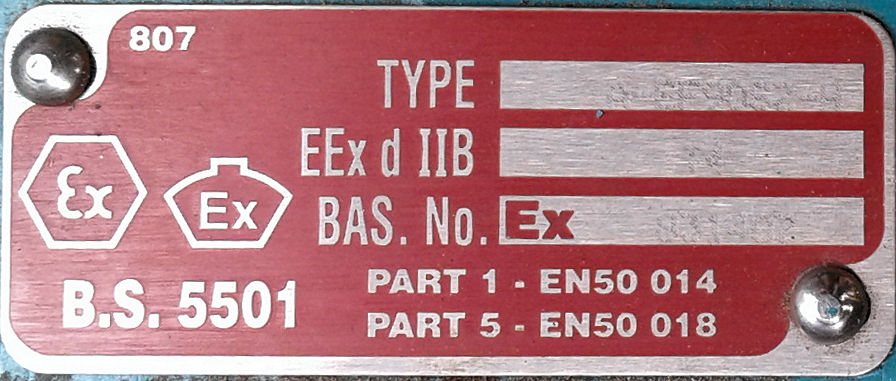 807
TYPE
EEx d IIB
BAS. No. Ex
Ex
Ex
B.S. 5501
PART 1 - EN50 014
PART 5 - EN50 018